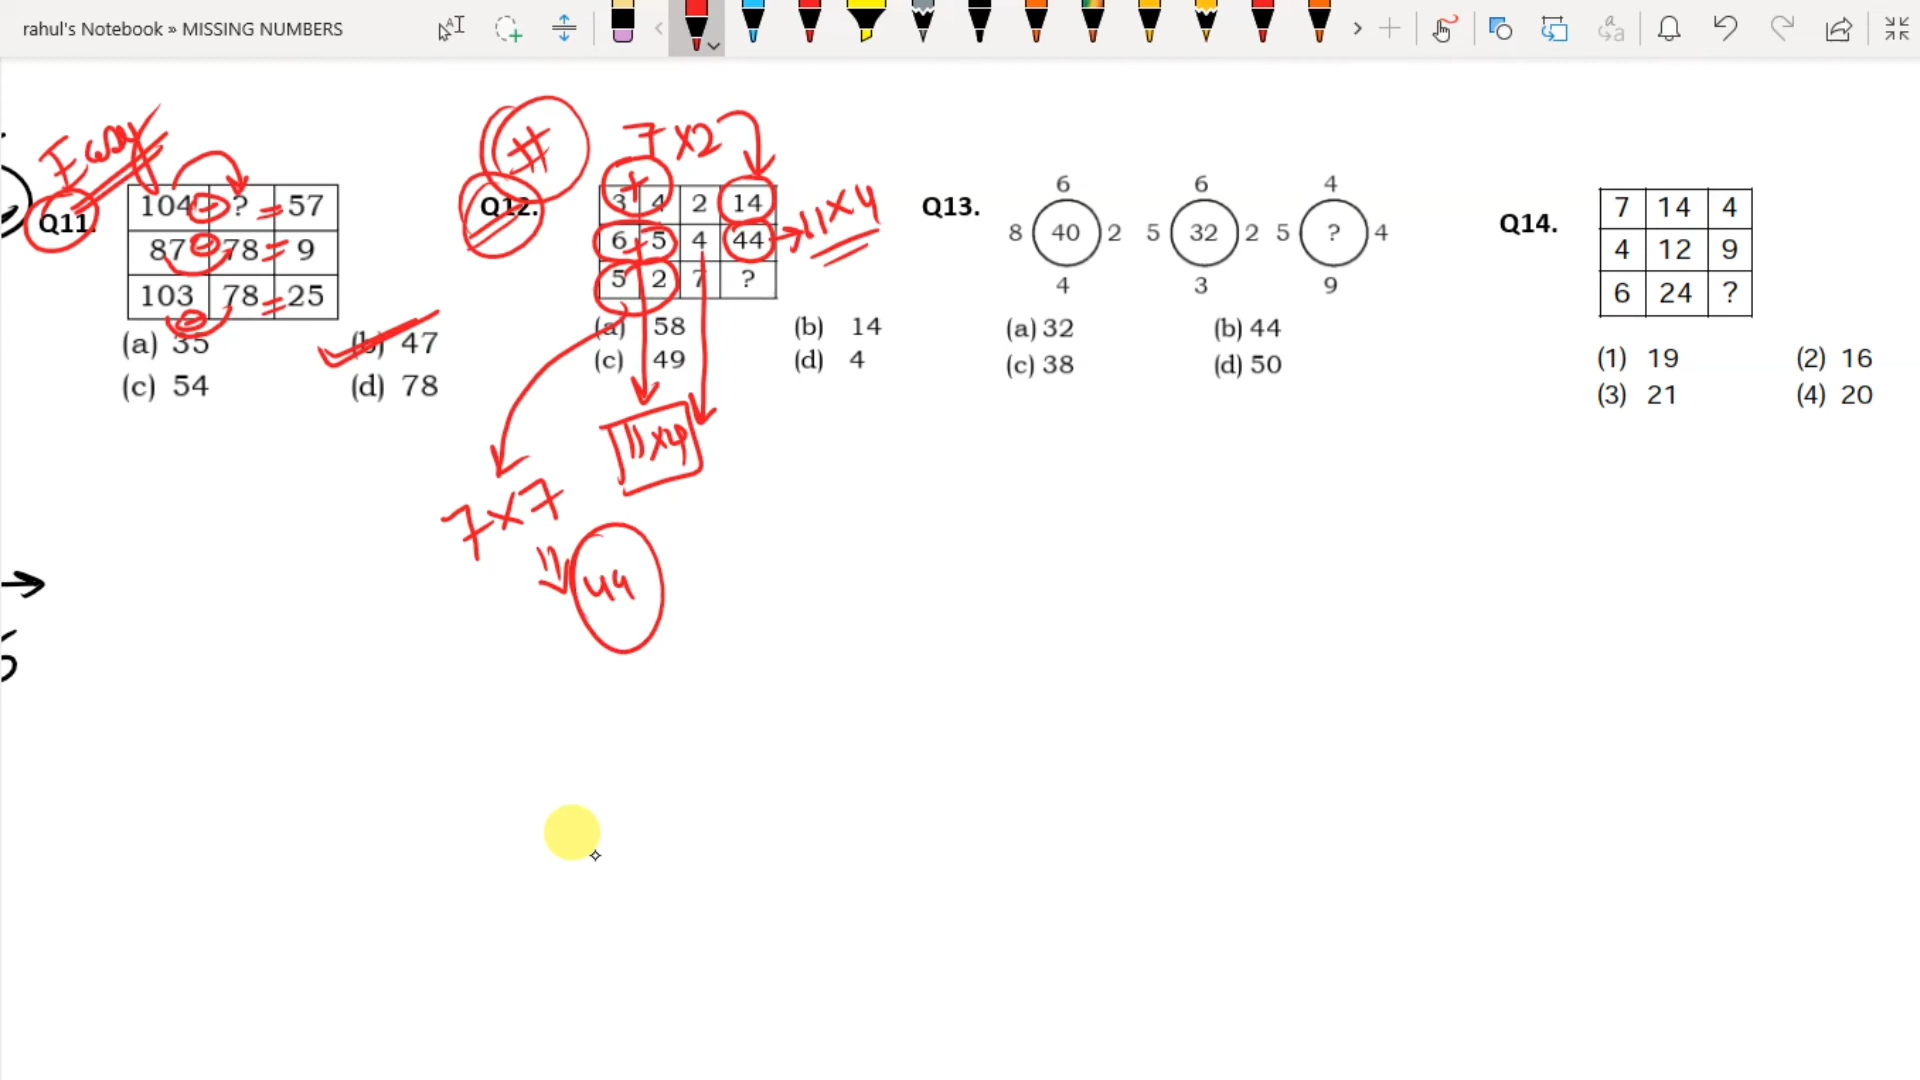 rahul's Notebook » MISSING NUMBERS
Easy
Q11.
104 - ? = 57
87 - 78 = 9
103 - 78 = 25
(a) 35
(b) 47
(c) 54
(d) 78
#
7 x 2
Q12.
+
3 4 2 14
6 + 5 4 44 → 11 x 4
5 2 7 ?
(a) 58
(b) 14
(c) 49
(d) 4
11 x 4
7 x 7
= 49
Q13.
6 6 4
8 40 2 5 32 2 5 ? 4
4 3 9
(a) 32
(b) 44
(c) 38
(d) 50
Q14.
7 14 4
4 12 9
6 24 ?
(1) 19
(2) 16
(3) 21
(4) 20